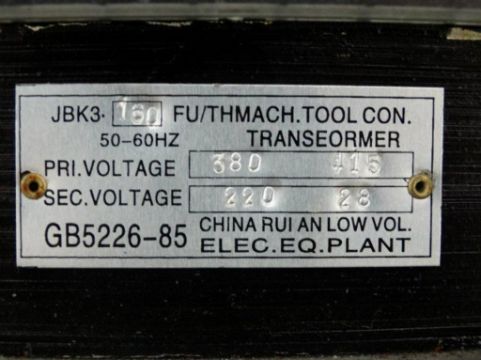 JBK3· 160 FU/THMACH.TOOL CON.
50-60HZ TRANSEORMER
PRI.VOLTAGE 380 415
SEC.VOLTAGE 220 28
GB5226-85 CHINA RUI AN LOW VOL.
ELEC.EQ.PLANT